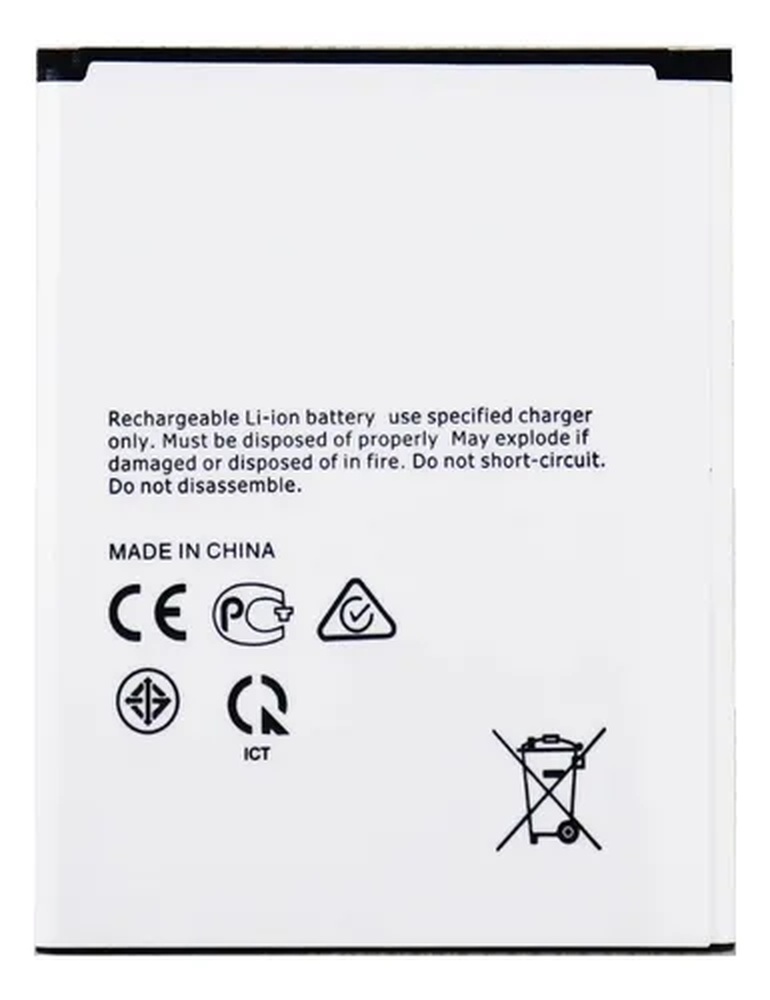 Rechargeable Li-ion battery use specified charger
only. Must be disposed of properly May explode if
damaged or disposed of in fire. Do not short-circuit.
Do not disassemble.
MADE IN CHINA
CE PCT
ICT